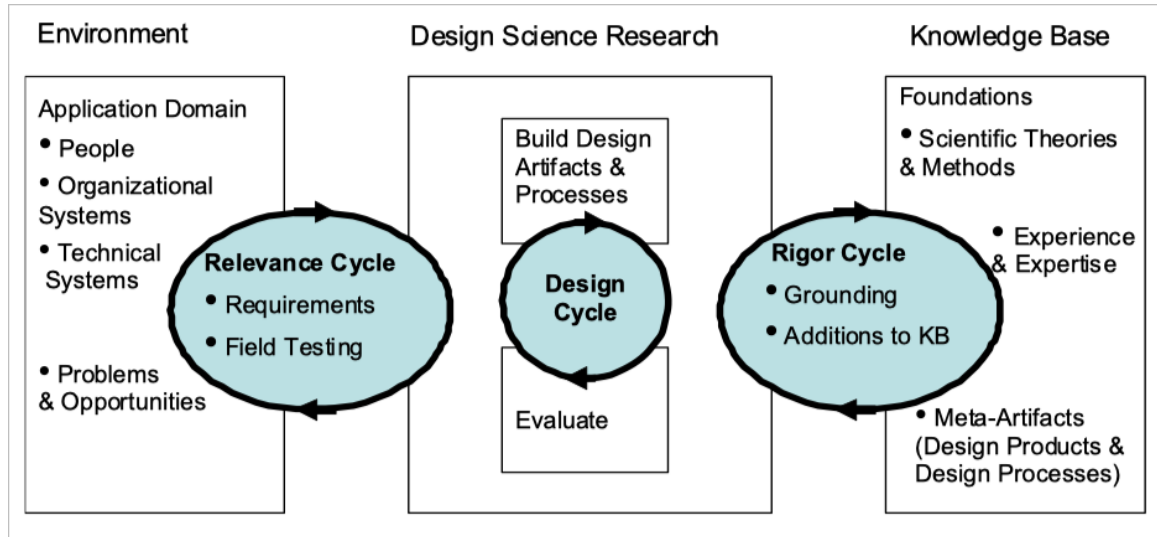 Environment
Design Science Research
Knowledge Base
Application Domain
• People
• Organizational
Systems
• Technical
Systems
• Problems
& Opportunities
Relevance Cycle
• Requirements
• Field Testing
Build Design
Artifacts &
Processes
Design
Cycle
Evaluate
Rigor Cycle
• Grounding
• Additions to KB
Foundations
• Scientific Theories
& Methods
• Experience
& Expertise
• Meta-Artifacts
(Design Products &
Design Processes)